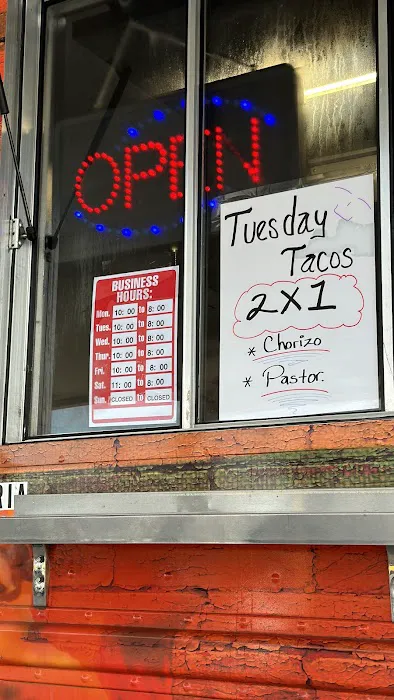 OPEN
BUSINESS
HOURS:
Mon. 10:00 to 8:00
Tues. 10:00 to 8:00
Wed. 10:00 to 8:00
Thur. 10:00 to 8:00
Fri. 10:00 to 8:00
Sat. 11:00 to 8:00
Sun. CLOSED to CLOSED
Tuesday
Tacos
2X1
* Chorizo
* Pastor.
RIA